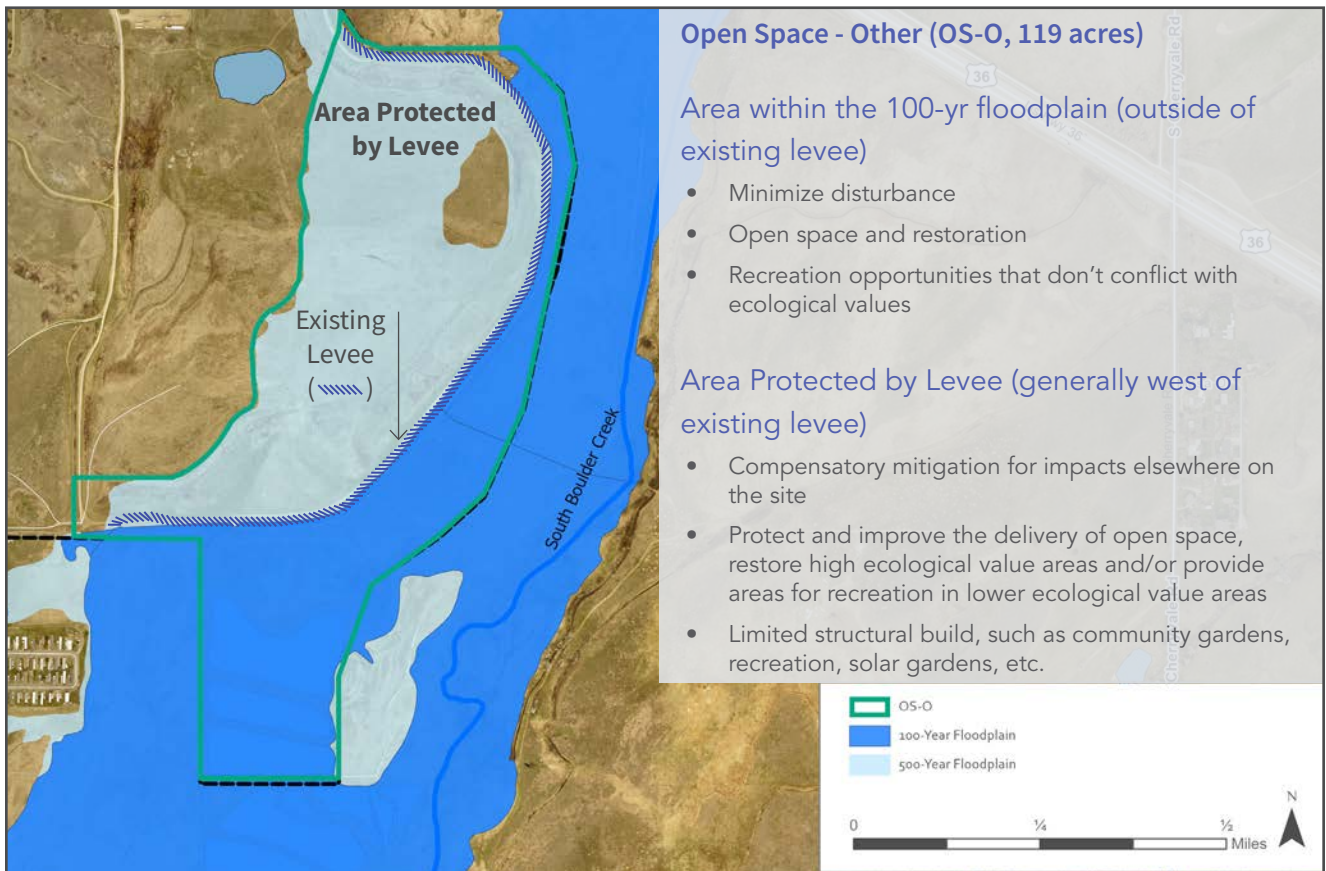 Open Space - Other (OS-O, 119 acres)
Area within the 100-yr floodplain (outside of
existing levee)
• Minimize disturbance
• Open space and restoration
• Recreation opportunities that don’t conflict with
ecological values
Area Protected by Levee (generally west of
existing levee)
• Compensatory mitigation for impacts elsewhere on
the site
• Protect and improve the delivery of open space,
restore high ecological value areas and/or provide
areas for recreation in lower ecological value areas
• Limited structural build, such as community gardens,
recreation, solar gardens, etc.
Area Protected
by Levee
Existing
Levee
( )
South Boulder Creek
36
36
OS-O
100-Year Floodplain
500-Year Floodplain
N
0 ¼ ½
Miles